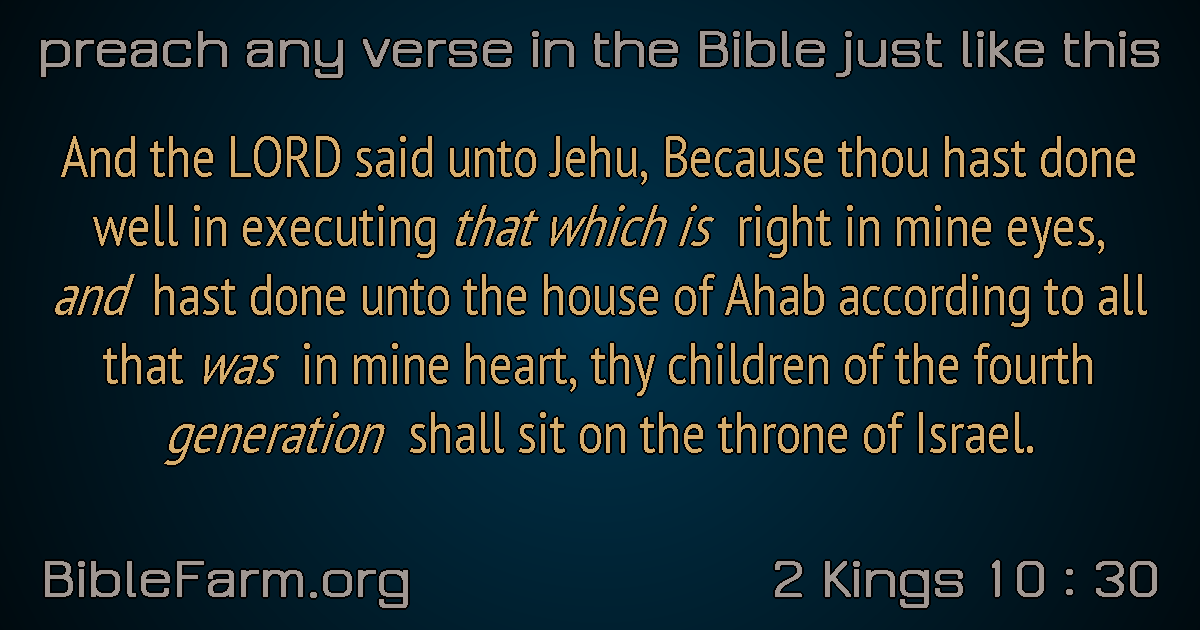 preach any verse in the Bible just like this
And the LORD said unto Jehu, Because thou hast done
well in executing that which is right in mine eyes,
and hast done unto the house of Ahab according to all
that was in mine heart, thy children of the fourth
generation shall sit on the throne of Israel.
BibleFarm.org
2 Kings 10 : 30